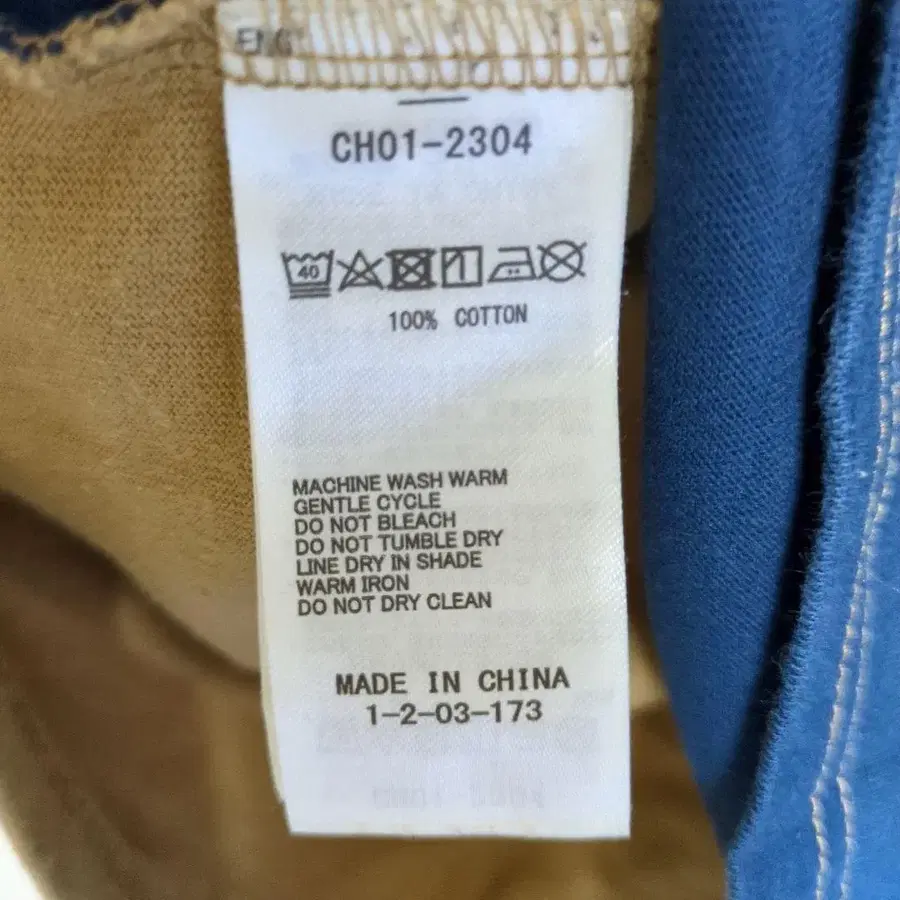 CH01-2304
40
100% COTTON
MACHINE WASH WARM
GENTLE CYCLE
DO NOT BLEACH
DO NOT TUMBLE DRY
LINE DRY IN SHADE
WARM IRON
DO NOT DRY CLEAN
MADE IN CHINA
1-2-03-173